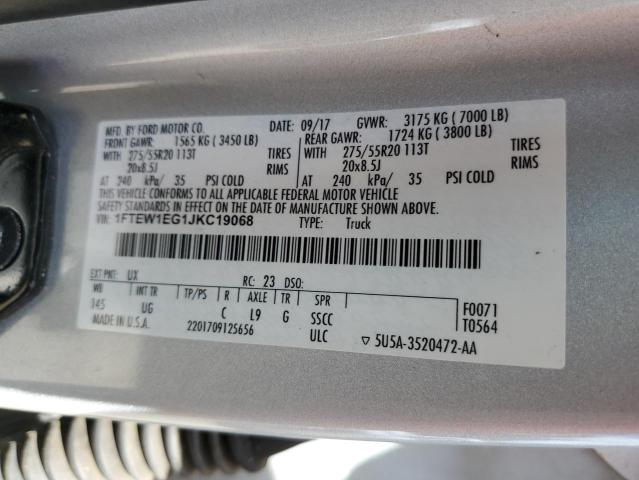 MFD. BY FORD MOTOR CO. DATE: 09/17 GVWR: 3175 KG ( 7000 LB)
FRONT GAWR: 1565 KG ( 3450 LB) REAR GAWR: 1724 KG ( 3800 LB)
WITH 275/55R20 113T TIRES WITH 275/55R20 113T TIRES
20x8.5J RIMS 20x8.5J RIMS
AT 240 kPa/ 35 PSI COLD AT 240 kPa/ 35 PSI COLD
THIS VEHICLE CONFORMS TO ALL APPLICABLE FEDERAL MOTOR VEHICLE
SAFETY STANDARDS IN EFFECT ON THE DATE OF MANUFACTURE SHOWN ABOVE.
VIN: 1FTEW1EG1JKC19068 TYPE: Truck
EXT PNT: UX RC: 23 DSO:
WB INT TR TP/PS R AXLE TR SPR F0071
145 UG C L9 G SSCC T0564
MADE IN U.S.A. 2201709125656 ULC ▽ 5U5A-3520472-AA